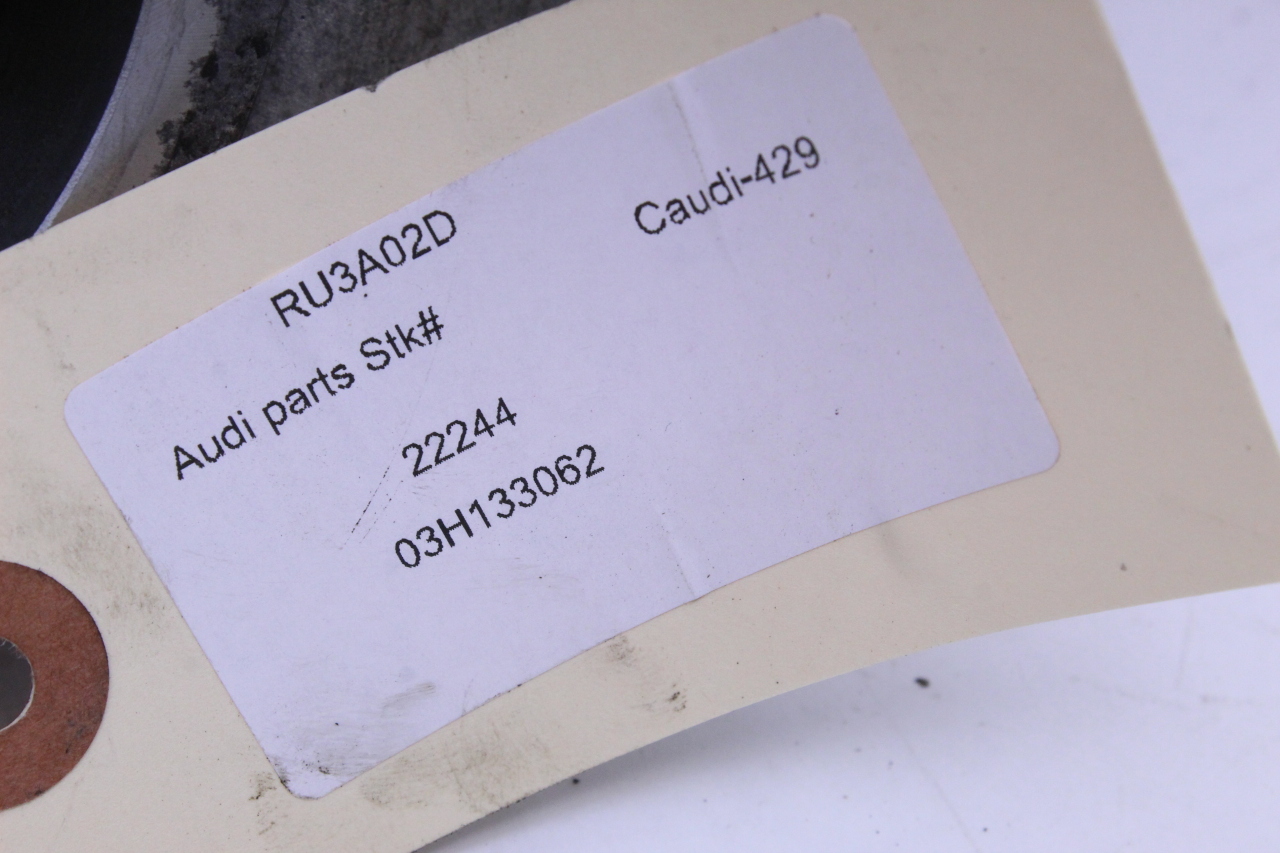 RU3A02D Caudi-429
Audi parts Stk#
22244
03H133062